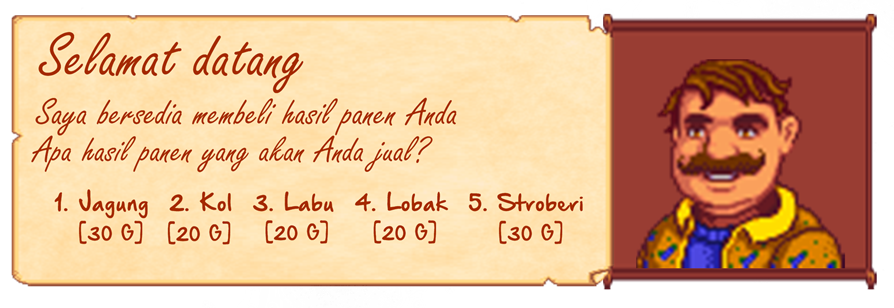 Selamat datang
Saya bersedia membeli hasil panen Anda
Apa hasil panen yang akan Anda jual?
1. Jagung 2. Kol 3. Labu 4. Lobak 5. Stroberi
[30 G] [20 G] [20 G] [20 G] [30 G]